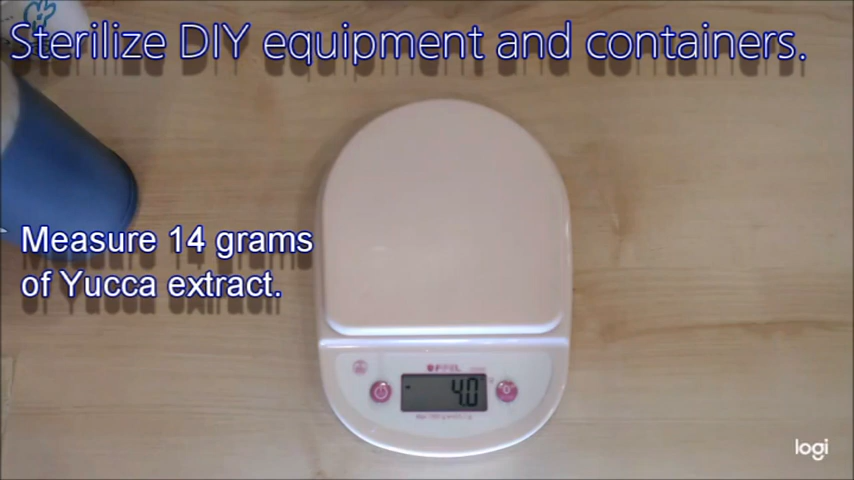 Sterilize DIY equipment and containers.
Measure 14 grams
of Yucca extract.
4.0
logi